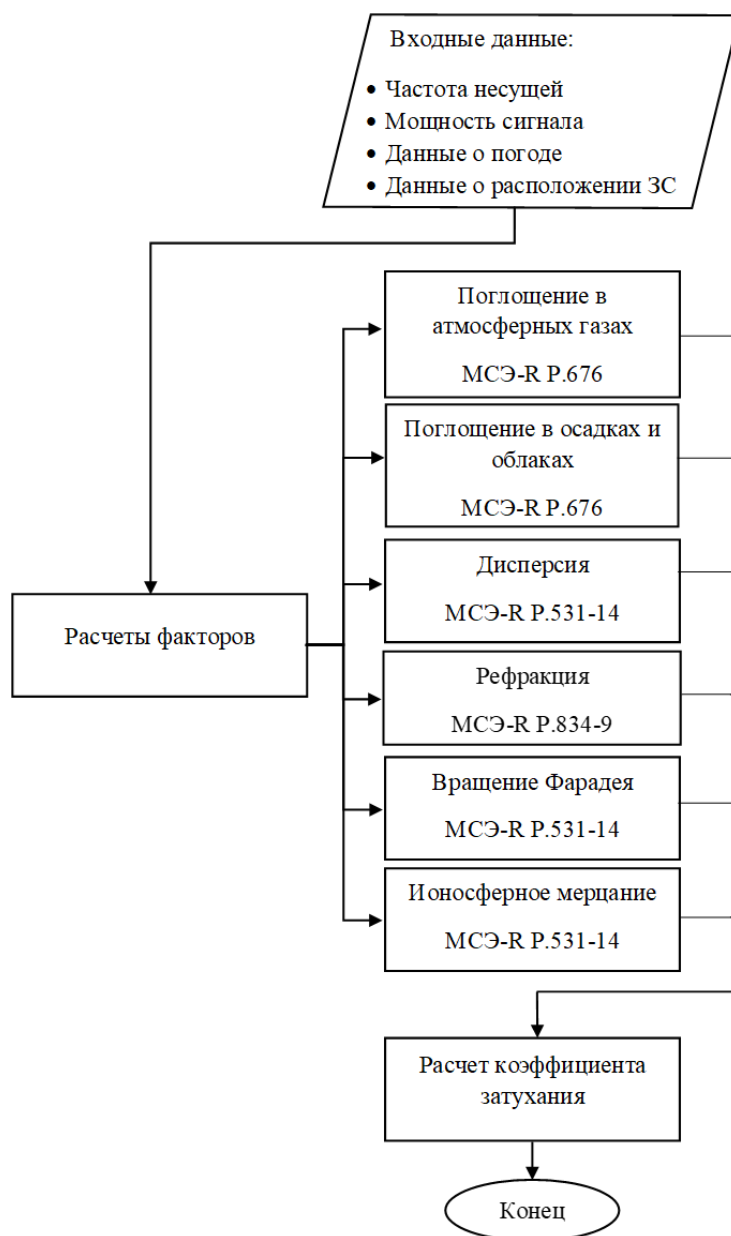 Входные данные:
• Частота несущей
• Мощность сигнала
• Данные о погоде
• Данные о расположении ЗС
Поглощение в
атмосферных газах
МСЭ-R P.676
Поглощение в осадках и
облаках
МСЭ-R P.676
Дисперсия
МСЭ-R P.531-14
Расчеты факторов
Рефракция
МСЭ-R P.834-9
Вращение Фарадея
МСЭ-R P.531-14
Ионосферное мерцание
МСЭ-R P.531-14
Расчет коэффициента
затухания
Конец